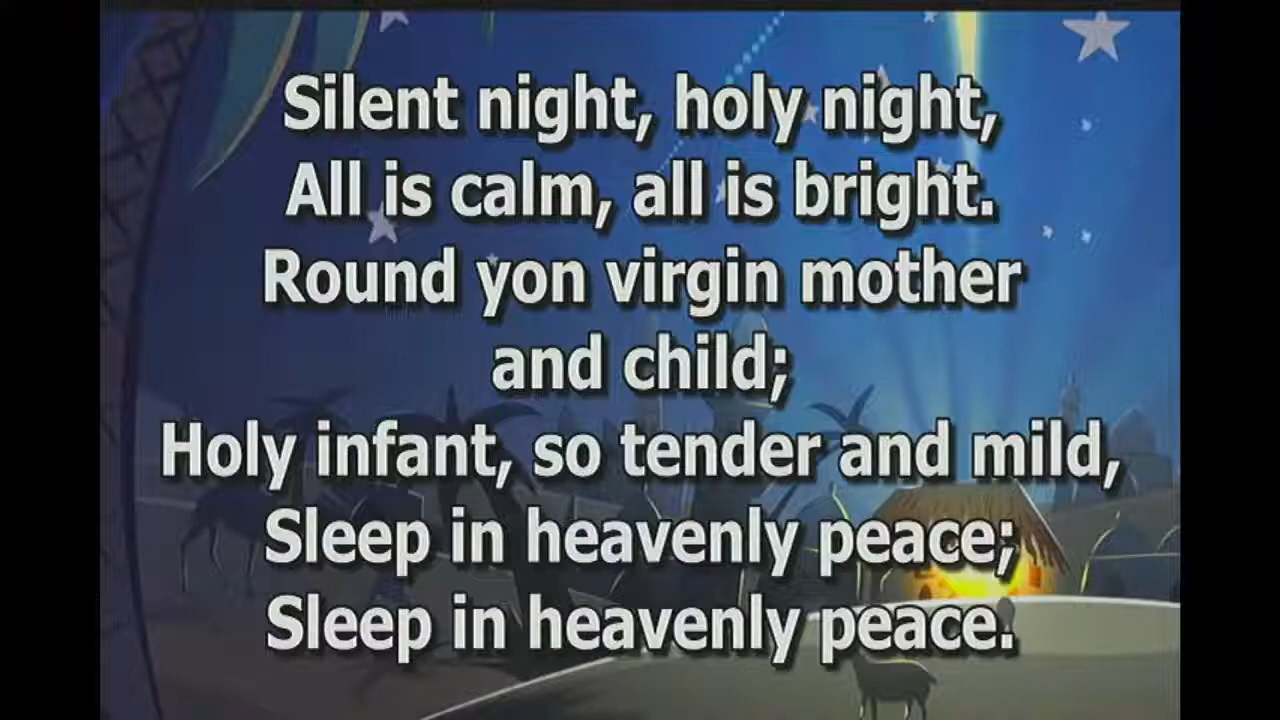 Silent night, holy night,
All is calm, all is bright.
Round yon virgin mother
and child;
Holy infant, so tender and mild,
Sleep in heavenly peace;
Sleep in heavenly peace.